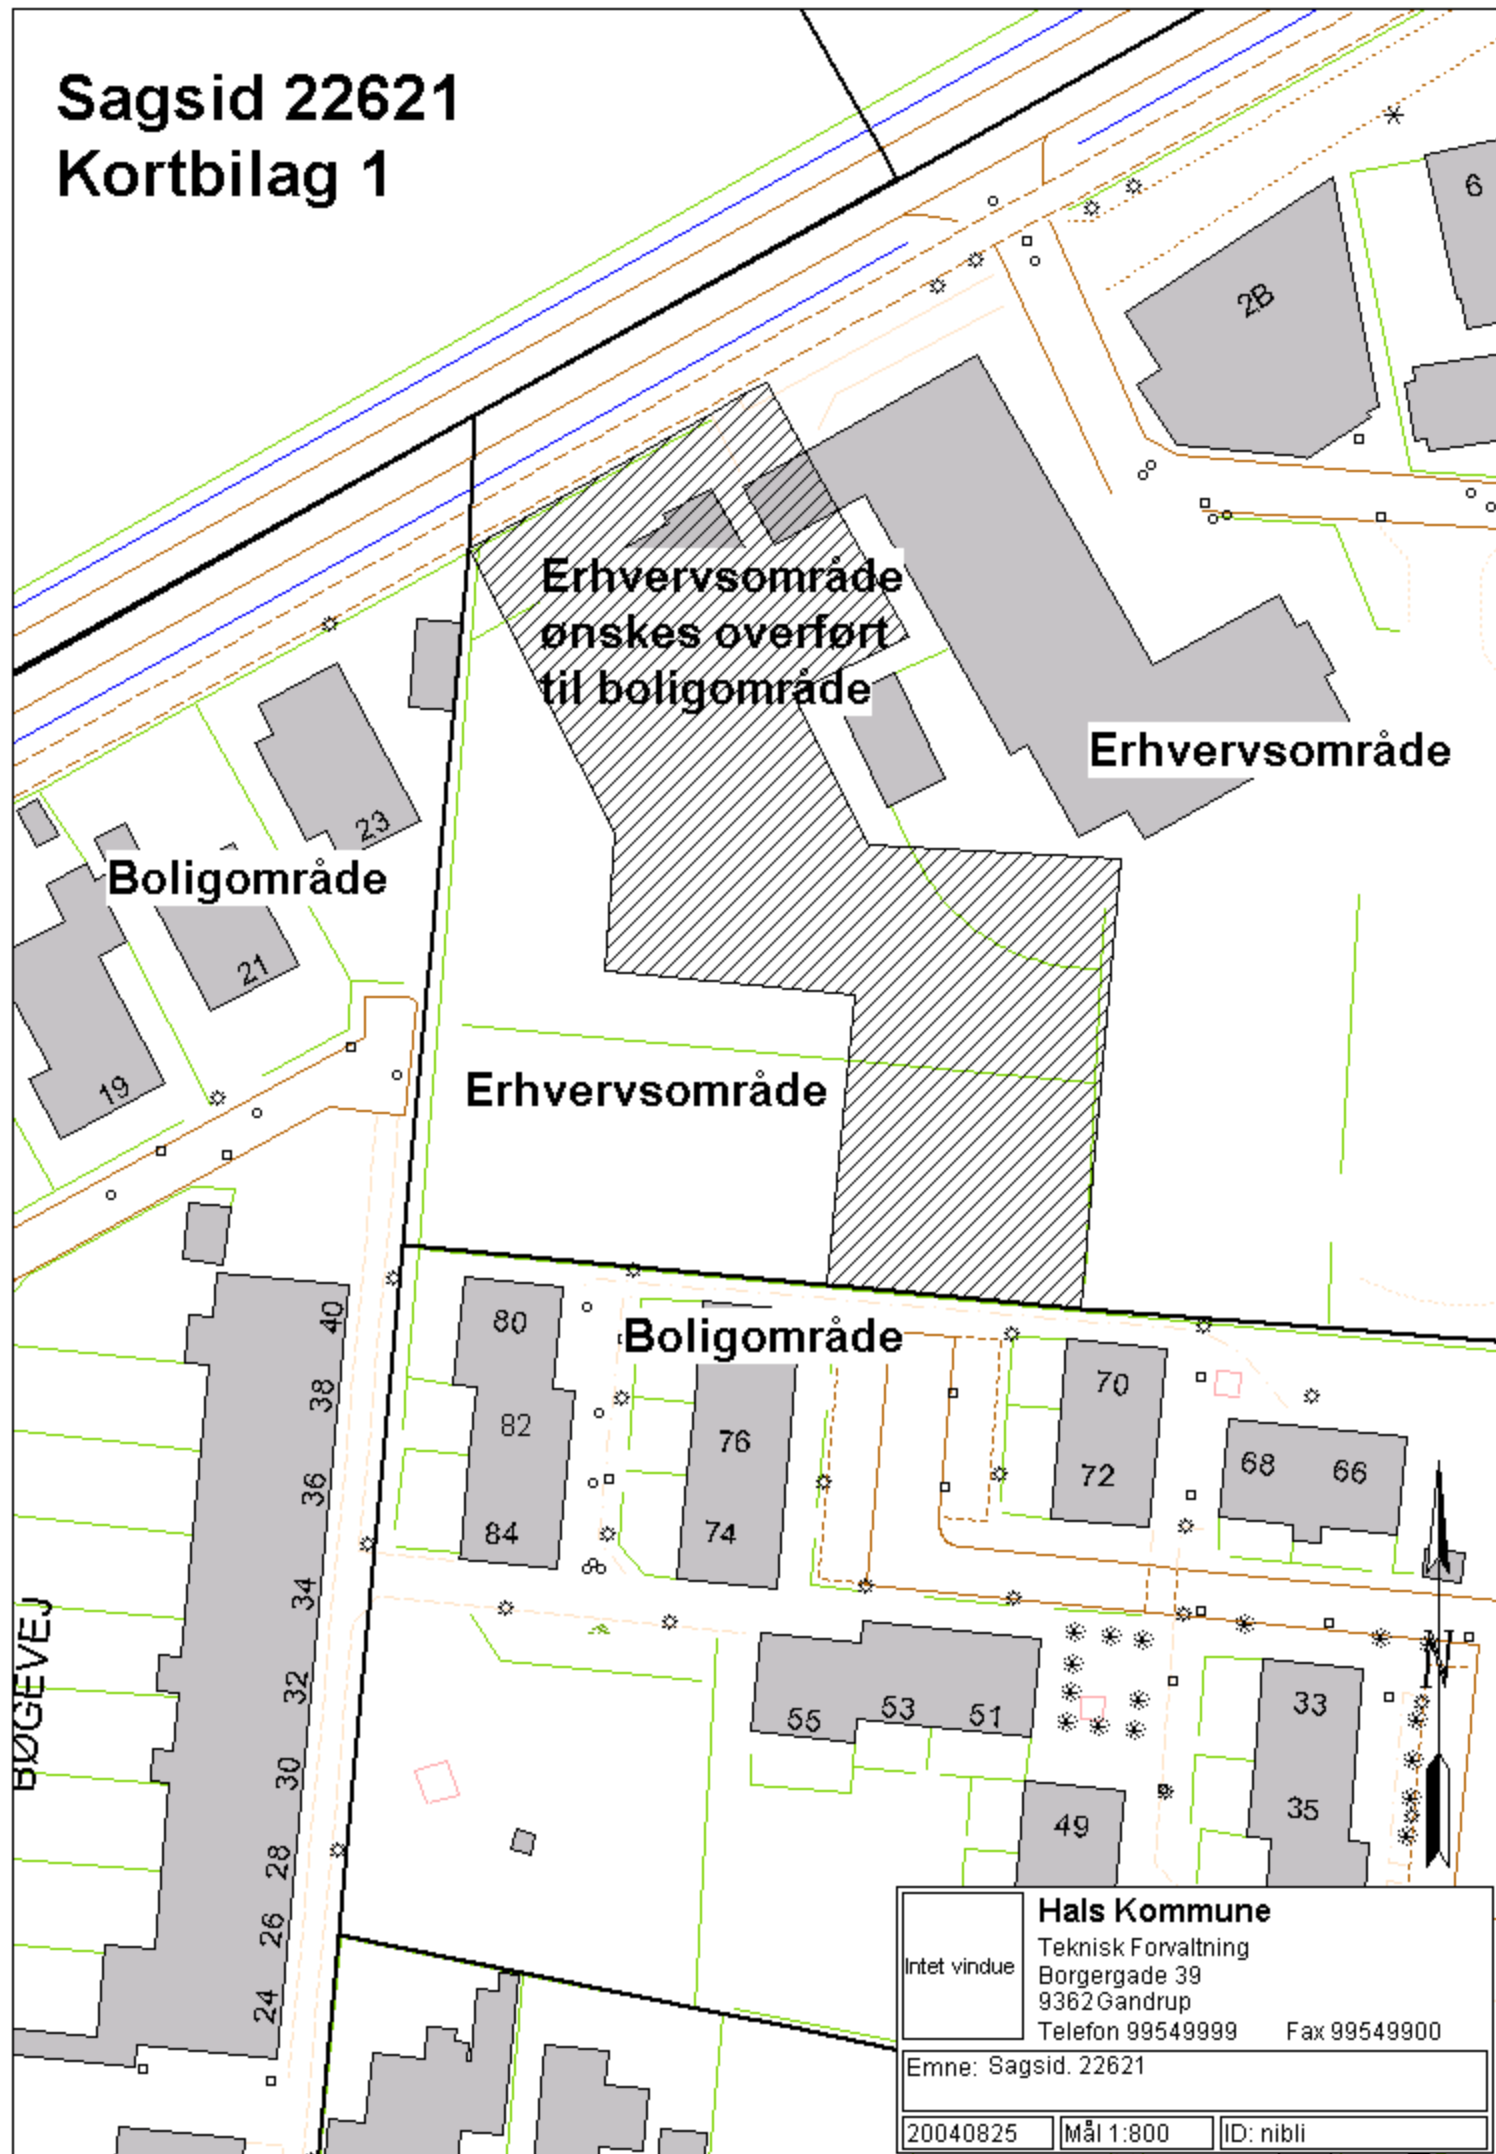 Sagsid 22621
Kortbilag 1
6
2B
Erhvervsområde
ønskes overført
til boligområde
Erhvervsområde
23
Boligområde
21
19
Erhvervsområde
40
80
Boligområde
38
82
76
70
72
68
66
36
84
74
34
BØGEVEJ
N
32
55
53
51
33
30
49
35
28
26
24
Intet vindue
Hals Kommune
Teknisk Forvaltning
Borgergade 39
9362 Gandrup
Telefon 99549999 Fax 99549900
Emne: Sagsid. 22621
20040825 Mål 1:800 ID: nibli